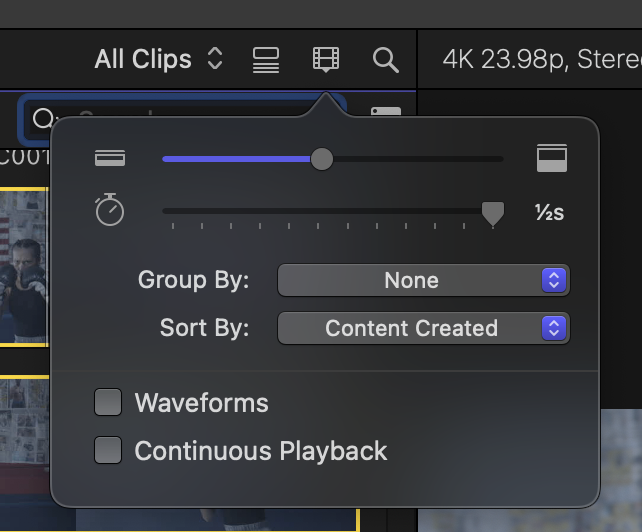 All Clips
4K 23.98p, Stere
C001
½s
Group By: None
Sort By: Content Created
Waveforms
Continuous Playback